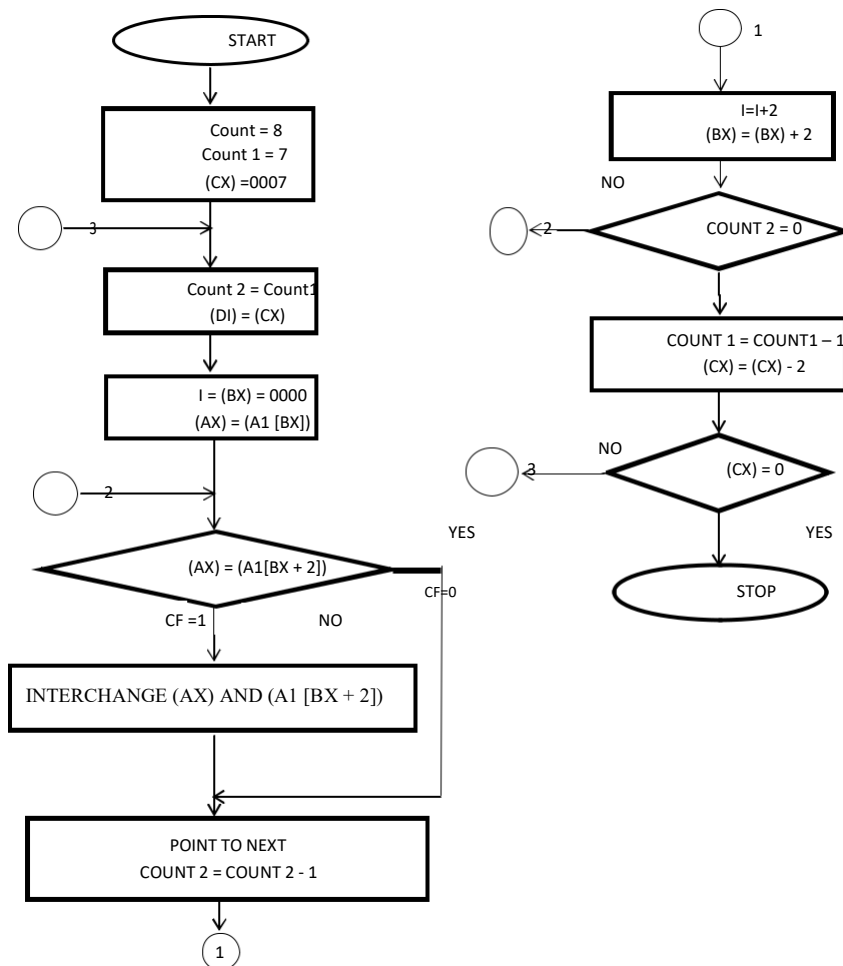 START
Count = 8
Count 1 = 7
(CX) =0007
3
Count 2 = Count1
(DI) = (CX)
I = (BX) = 0000
(AX) = (A1 [BX])
2
YES
(AX) = (A1[BX + 2])
CF=0
CF =1
NO
INTERCHANGE (AX) AND (A1 [BX + 2])
POINT TO NEXT
COUNT 2 = COUNT 2 - 1
1
1
I=I+2
(BX) = (BX) + 2
NO
2
COUNT 2 = 0
COUNT 1 = COUNT1 – 1
(CX) = (CX) - 2
NO
3
(CX) = 0
YES
STOP